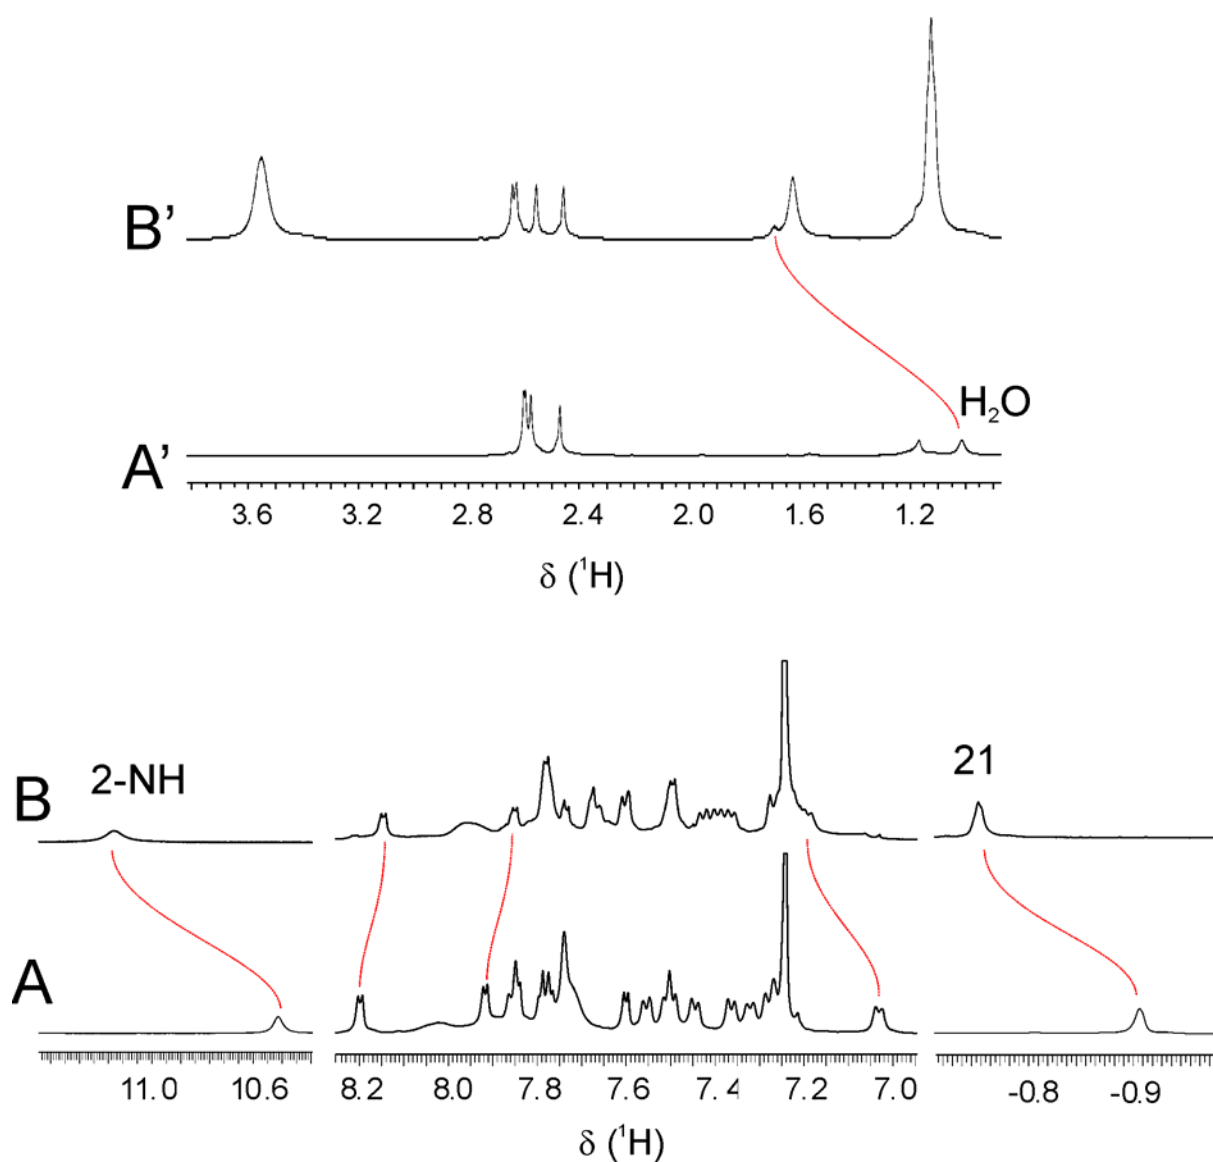 B’
H₂O
A’
3.6 3.2 2.8 2.4 2.0 1.6 1.2
δ (¹H)
B 2-NH 21
A
11.0 10.6 8.2 8.0 7.8 7.6 7.4 7.2 7.0 -0.8 -0.9
δ (¹H)